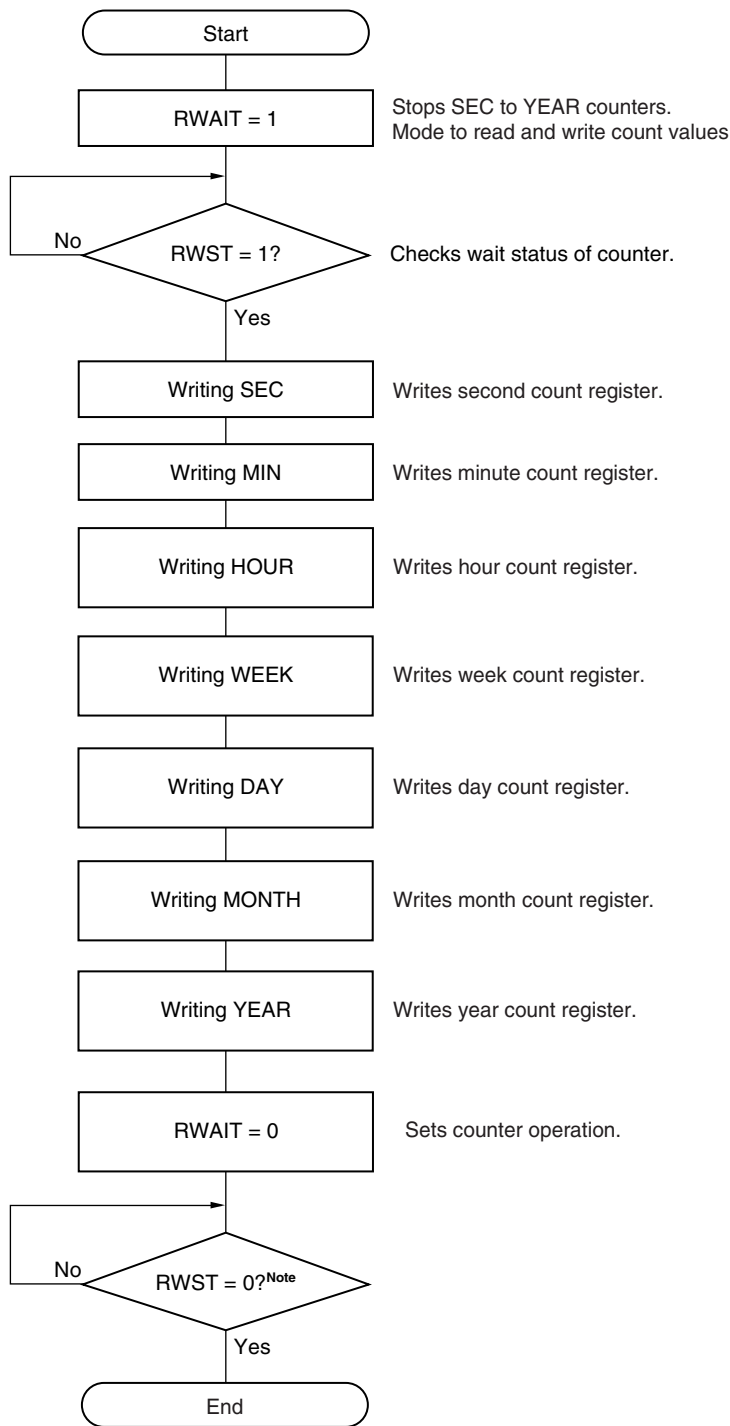 Start
RWAIT = 1
Stops SEC to YEAR counters.
Mode to read and write count values
No
RWST = 1?
Checks wait status of counter.
Yes
Writing SEC
Writes second count register.
Writing MIN
Writes minute count register.
Writing HOUR
Writes hour count register.
Writing WEEK
Writes week count register.
Writing DAY
Writes day count register.
Writing MONTH
Writes month count register.
Writing YEAR
Writes year count register.
RWAIT = 0
Sets counter operation.
No
RWST = 0?Note
Yes
End